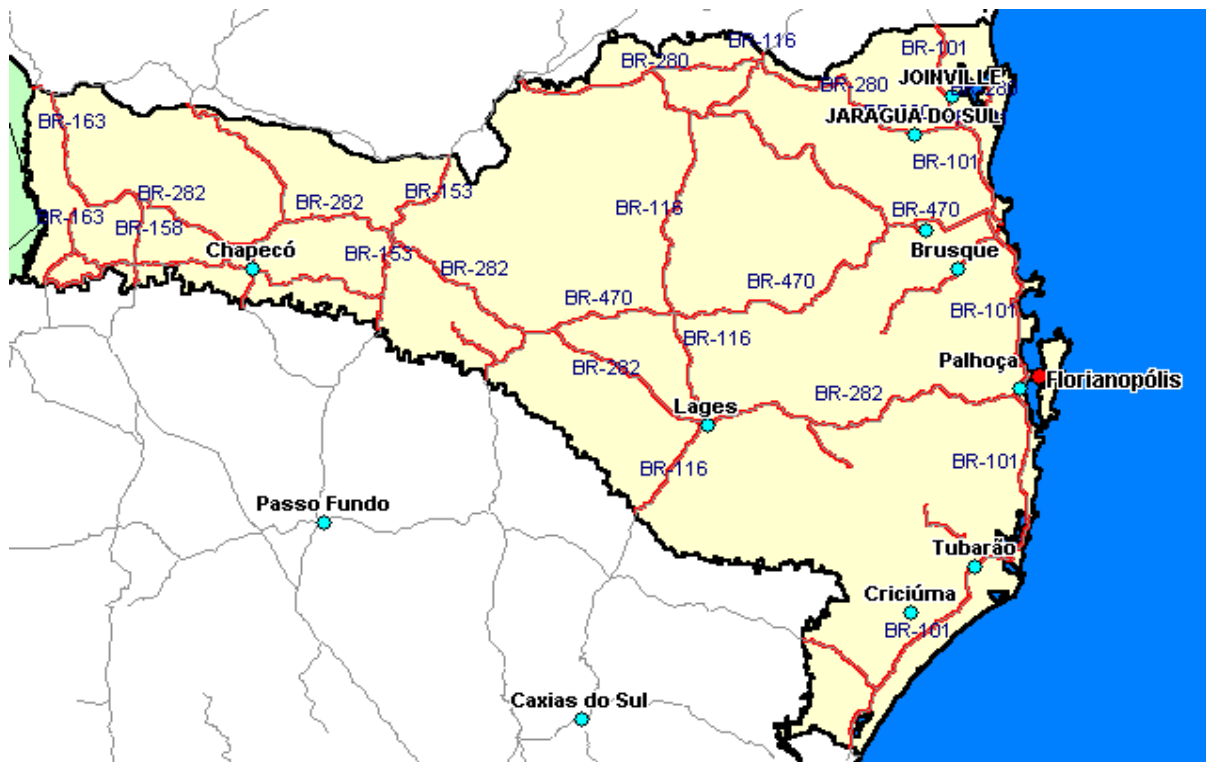 BR-116
BR-101
BR-280
JOINVILLE
BR-280
BR-280
JARAGUA DO SUL
BR-163
BR-101
BR-282
BR-153
BR-282
BR-116
BR-470
BR-163
BR-158
Chapecó
BR-153
Brusque
BR-282
BR-470
BR-470
BR-101
BR-116
Palhoça
BR-282
Florianópolis
BR-282
Lages
BR-101
BR-116
Passo Fundo
Tubarão
Criciúma
BR-101
Caxias do Sul